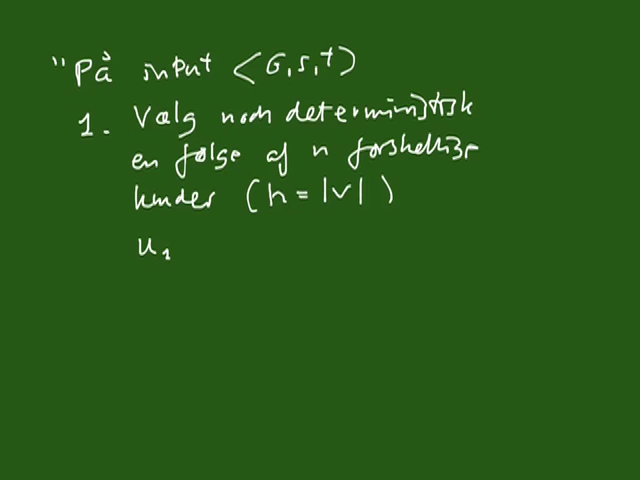 "På input <G,s,t>
1. Vælg nondeterministisk
en følge af n forskellige
knuder (n = |V|)
u₁